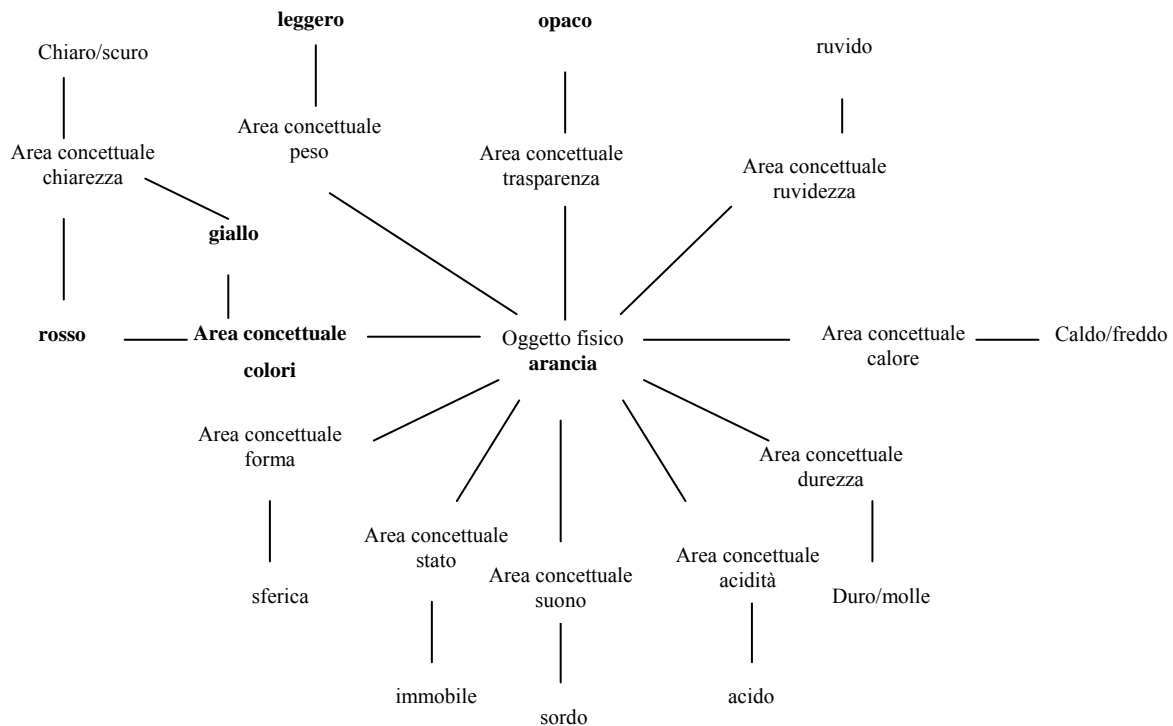 leggero
opaco
Chiaro/scuro
ruvido
Area concettuale
peso
Area concettuale
chiarezza
Area concettuale
trasparenza
Area concettuale
ruvidezza
giallo
rosso
Area concettuale
colori
Oggetto fisico
arancia
Area concettuale
calore
Caldo/freddo
Area concettuale
forma
Area concettuale
durezza
Area concettuale
stato
Area concettuale
suono
Area concettuale
acidità
sferica
Duro/molle
immobile
sordo
acido